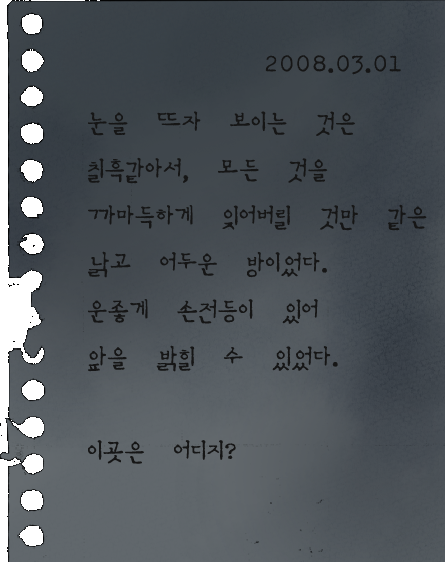 2008.03.01
눈을 뜨자 보이는 것은
칠흑같아서, 모든 것을
까마득하게 잊어버릴 것만 같은
낡고 어두운 방이었다.
운좋게 손전등이 있어
앞을 밝힐 수 있었다.
이곳은 어디지?